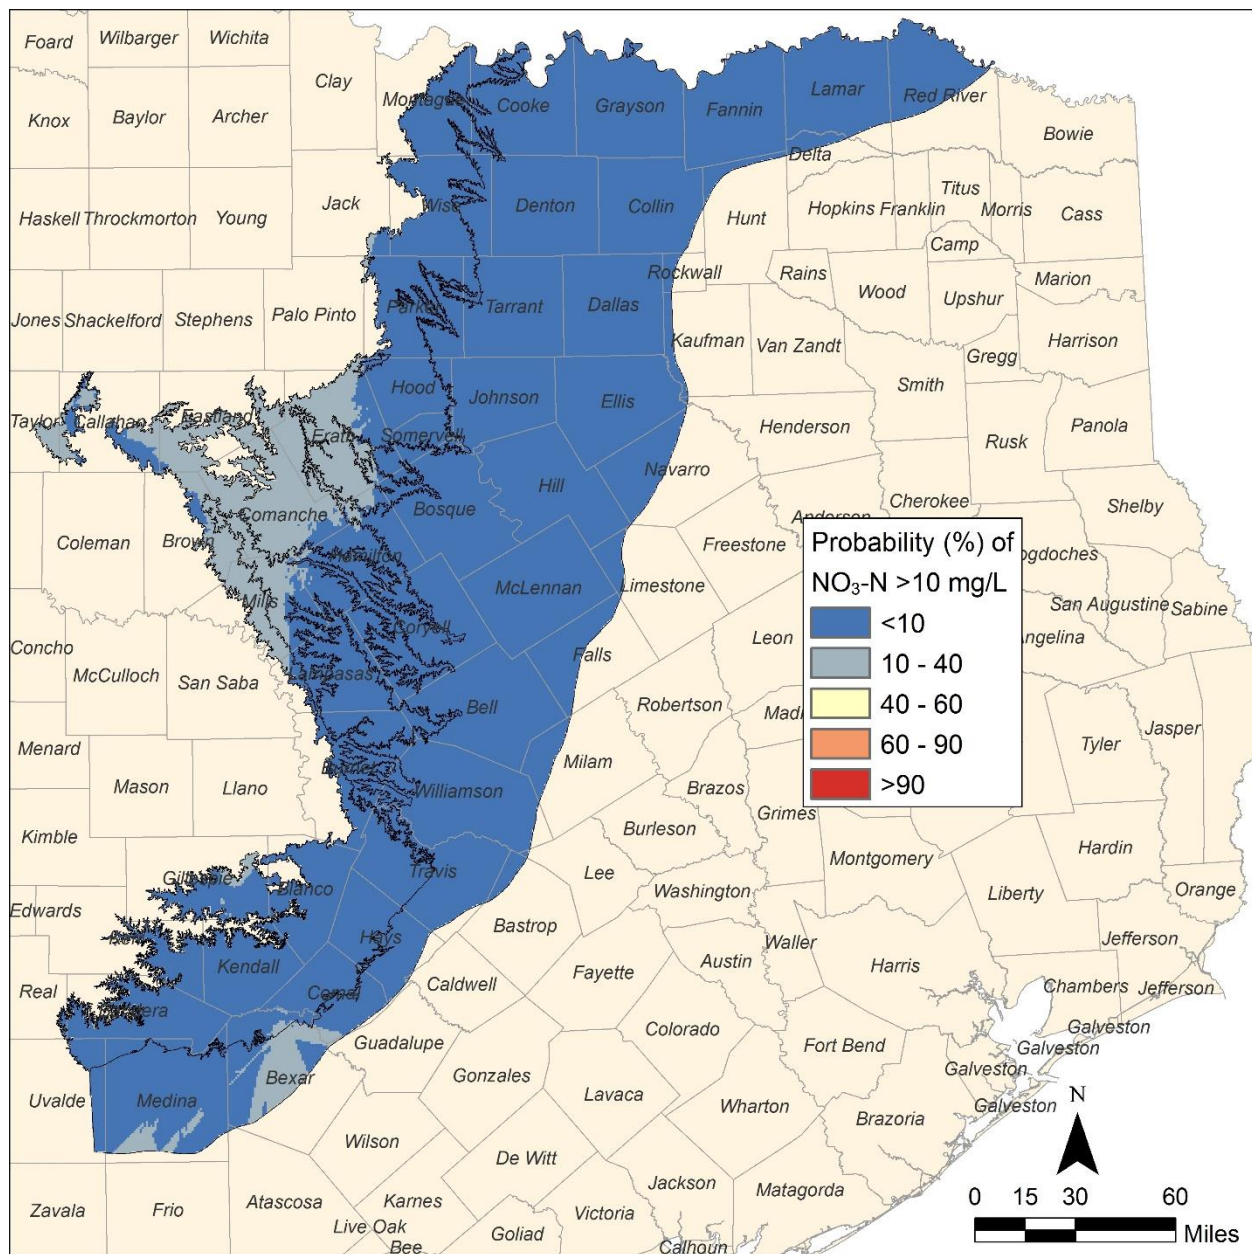 Foard
Wilbarger
Wichita
Clay
Montague
Cooke
Grayson
Fannin
Lamar
Red River
Bowie
Knox
Baylor
Archer
Delta
Haskell
Throckmorton
Young
Jack
Wise
Denton
Collin
Hunt
Hopkins
Franklin
Titus
Morris
Cass
Camp
Rockwall
Rains
Wood
Upshur
Marion
Jones
Shackelford
Stephens
Palo Pinto
Parker
Tarrant
Dallas
Kaufman
Van Zandt
Smith
Gregg
Harrison
Taylor
Callahan
Eastland
Erath
Hood
Johnson
Ellis
Somervell
Henderson
Rusk
Panola
Navarro
Hill
Bosque
Comanche
Cherokee
Shelby
Coleman
Brown
Hamilton
Anderson
Freestone
McLennan
Limestone
Mills
Coryell
San Augustine
Sabine
Leon
Angelina
Concho
McCulloch
San Saba
Lampasas
Falls
Bell
Robertson
Jasper
Tyler
Menard
Mason
Llano
Williamson
Milam
Brazos
Grimes
Kimble
Burleson
Montgomery
Hardin
Gillespie
Blanco
Travis
Lee
Washington
Liberty
Orange
Edwards
Bastrop
Hays
Waller
Jefferson
Kendall
Fayette
Austin
Harris
Real
Comal
Caldwell
Chambers
Jefferson
Colorado
Galveston
Guadalupe
Fort Bend
Galveston
Bexar
Gonzales
Galveston
Uvalde
Medina
Lavaca
Wharton
Brazoria
Galveston
Wilson
De Witt
Jackson
Matagorda
Zavala
Frio
Atascosa
Karnes
Victoria
Live Oak
Goliad
Bee
Calhoun
Probability (%) of
NO₃-N >10 mg/L
<10
10 - 40
40 - 60
60 - 90
>90
N
0 15 30 60
Miles